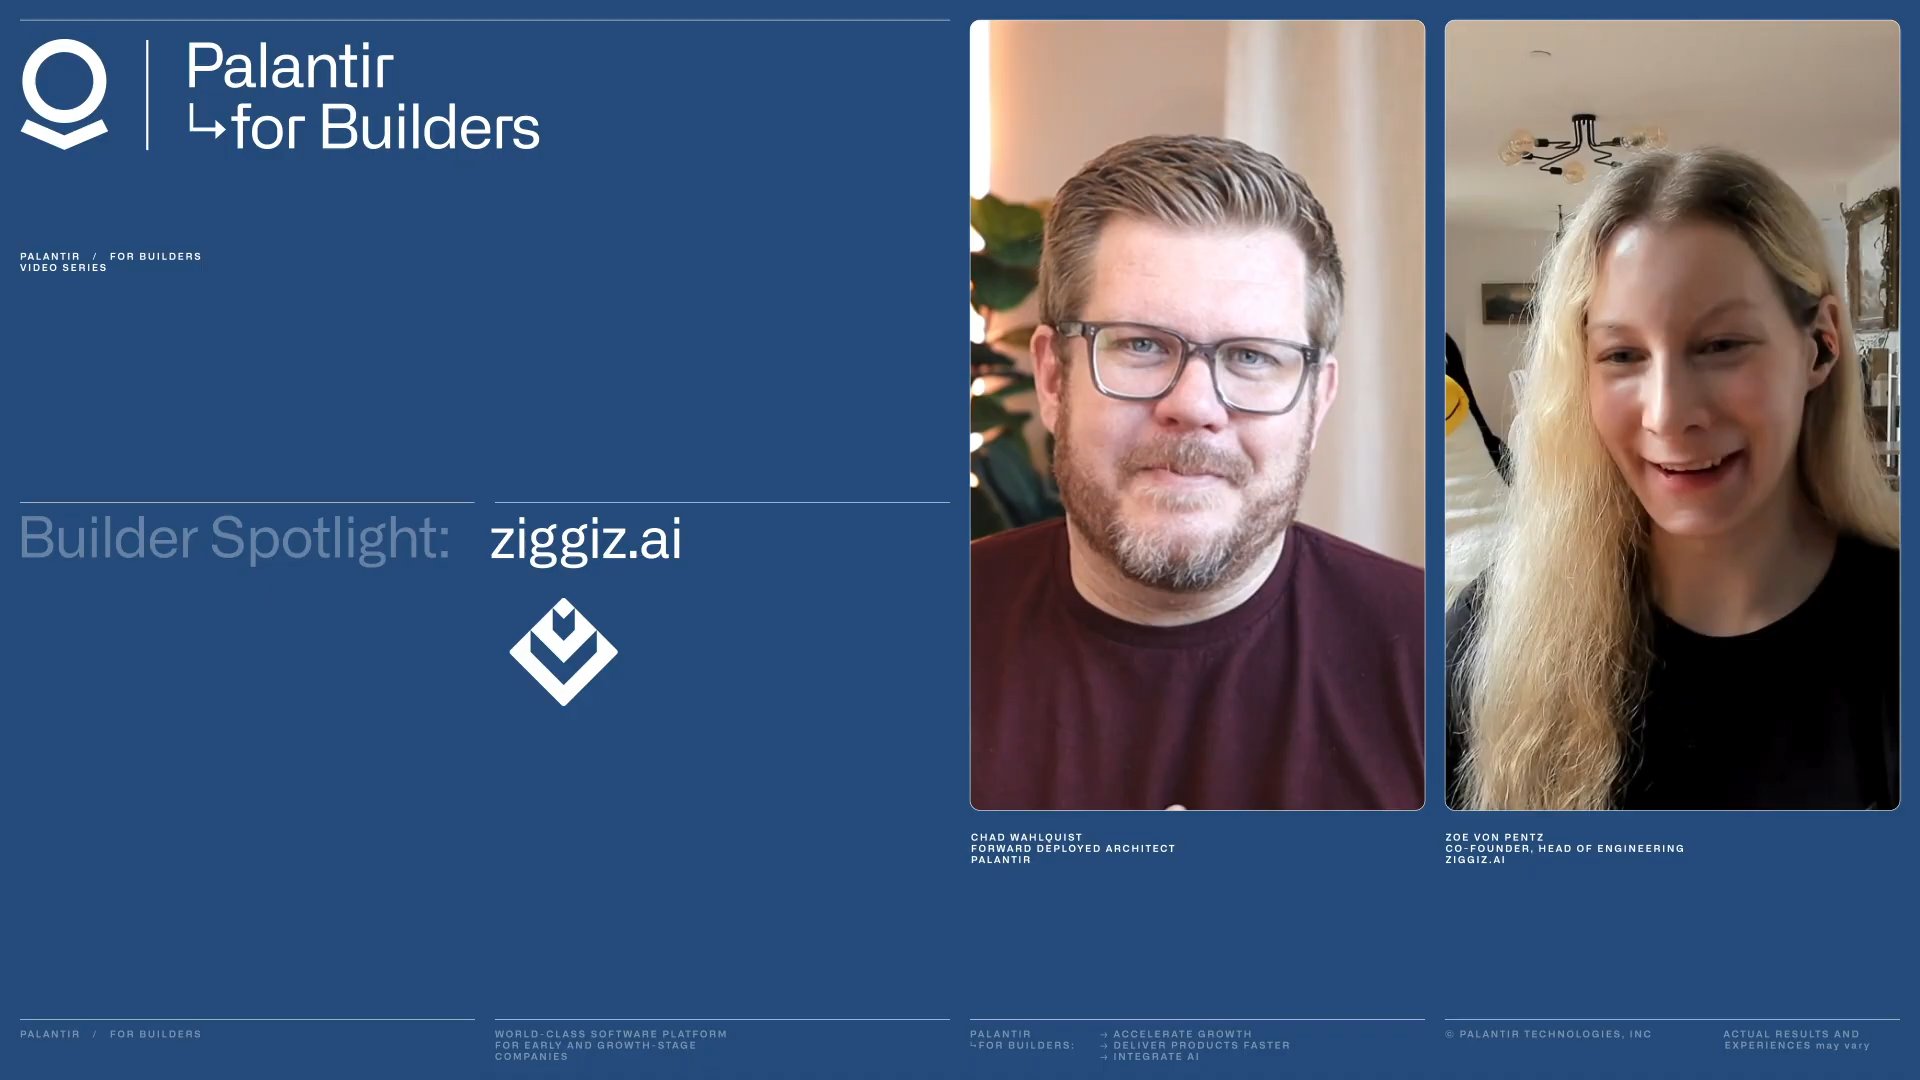 Palantir
↳for Builders
PALANTIR / FOR BUILDERS
VIDEO SERIES
Builder Spotlight: ziggiz.ai
CHAD WAHLQUIST
FORWARD DEPLOYED ARCHITECT
PALANTIR
ZOE VON PENTZ
CO-FOUNDER, HEAD OF ENGINEERING
ZIGGIZ.AI
PALANTIR / FOR BUILDERS
WORLD-CLASS SOFTWARE PLATFORM
FOR EARLY AND GROWTH-STAGE
COMPANIES
PALANTIR
↳FOR BUILDERS:
→ ACCELERATE GROWTH
→ DELIVER PRODUCTS FASTER
→ INTEGRATE AI
© PALANTIR TECHNOLOGIES, INC
ACTUAL RESULTS AND
EXPERIENCES may vary